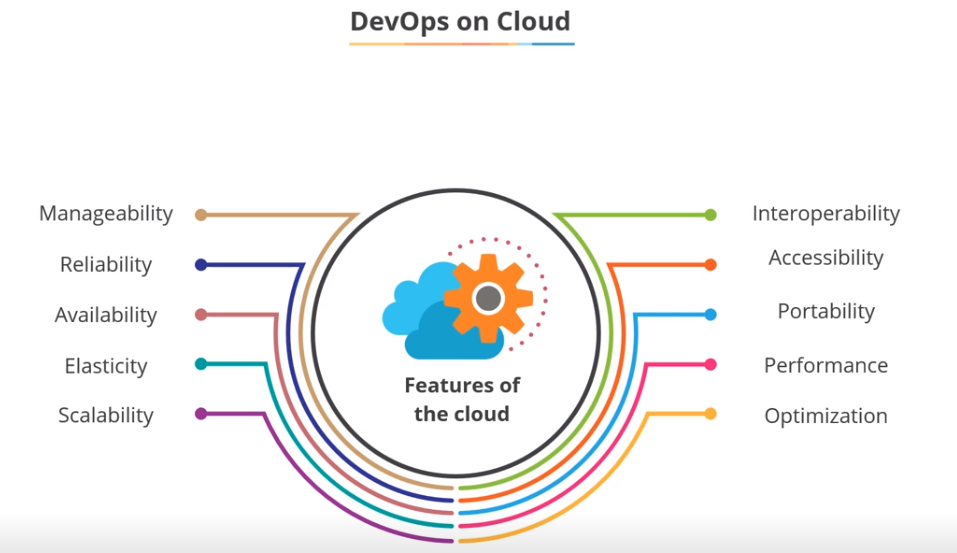 DevOps on Cloud
Manageability
Reliability
Availability
Elasticity
Scalability
Features of
the cloud
Interoperability
Accessibility
Portability
Performance
Optimization